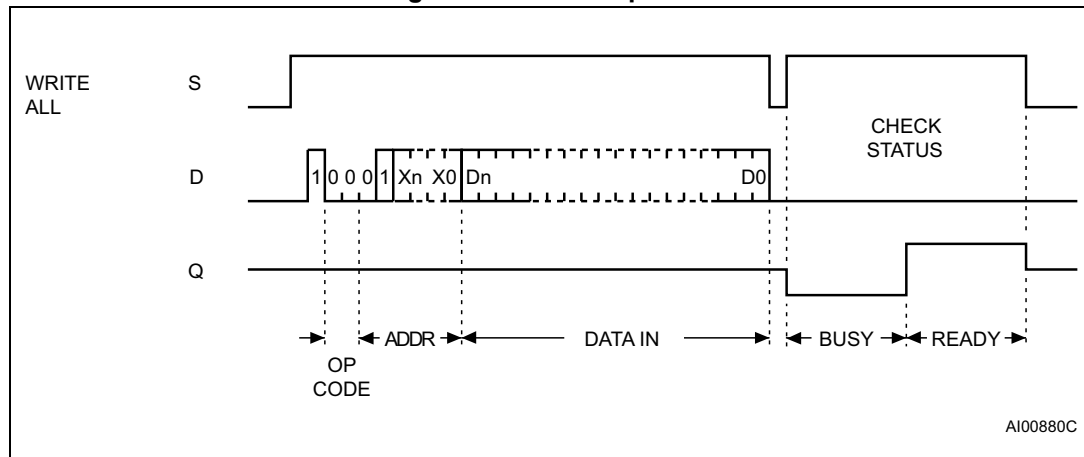 WRITE
ALL
S
CHECK
STATUS
D
1 0 0 0 1 Xn X0 Dn D0
Q
ADDR DATA IN BUSY READY
OP
CODE
AI00880C